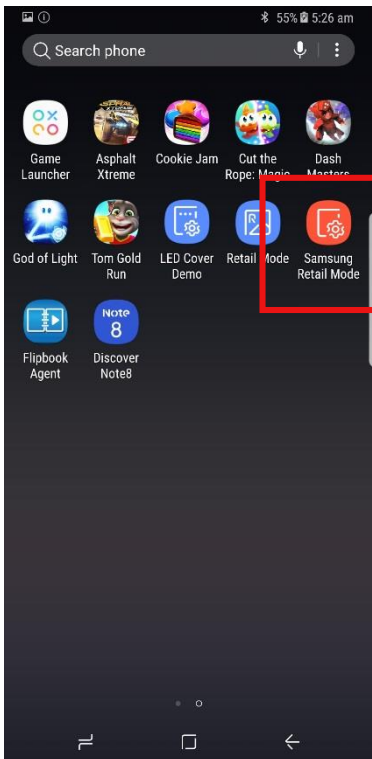 55% 5:26 am
Search phone
Game
Launcher
Asphalt
Xtreme
Cookie Jam
Cut the
Rope: Magic
Dash
Masters
God of Light
Tom Gold
Run
LED Cover
Demo
Retail Mode
Samsung
Retail Mode
Flipbook
Agent
Note
8
Discover
Note8